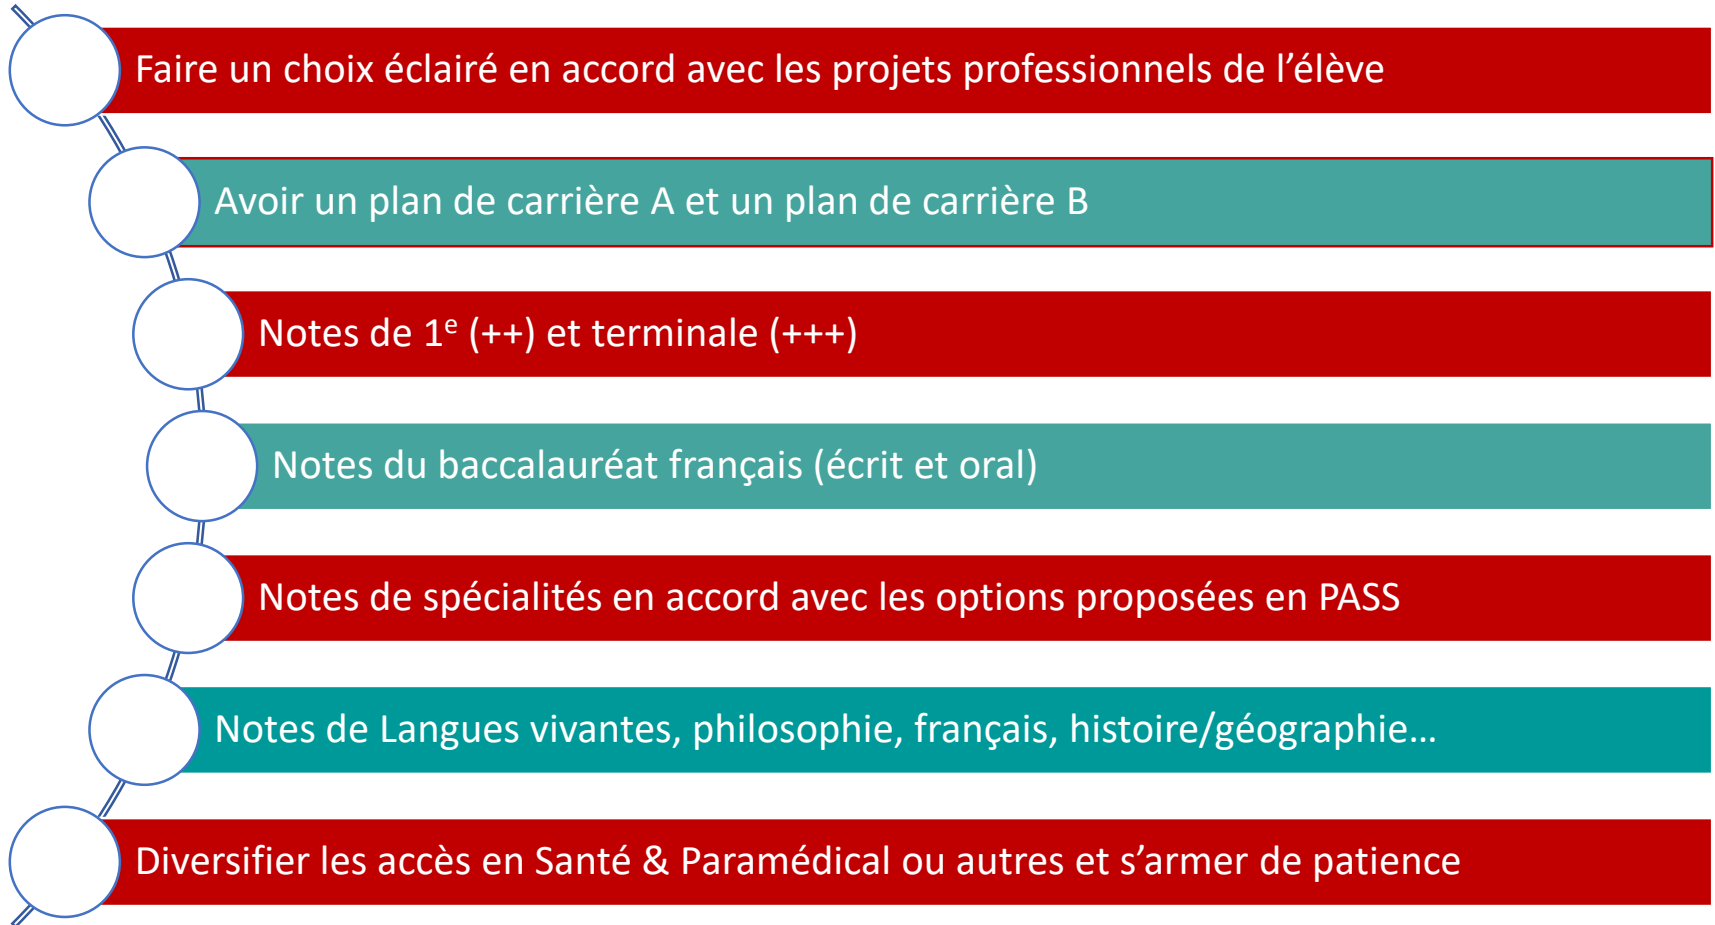 Faire un choix éclairé en accord avec les projets professionnels de l’élève
Avoir un plan de carrière A et un plan de carrière B
Notes de 1ᵉ (++) et terminale (+++)
Notes du baccalauréat français (écrit et oral)
Notes de spécialités en accord avec les options proposées en PASS
Notes de Langues vivantes, philosophie, français, histoire/géographie…
Diversifier les accès en Santé & Paramédical ou autres et s’armer de patience